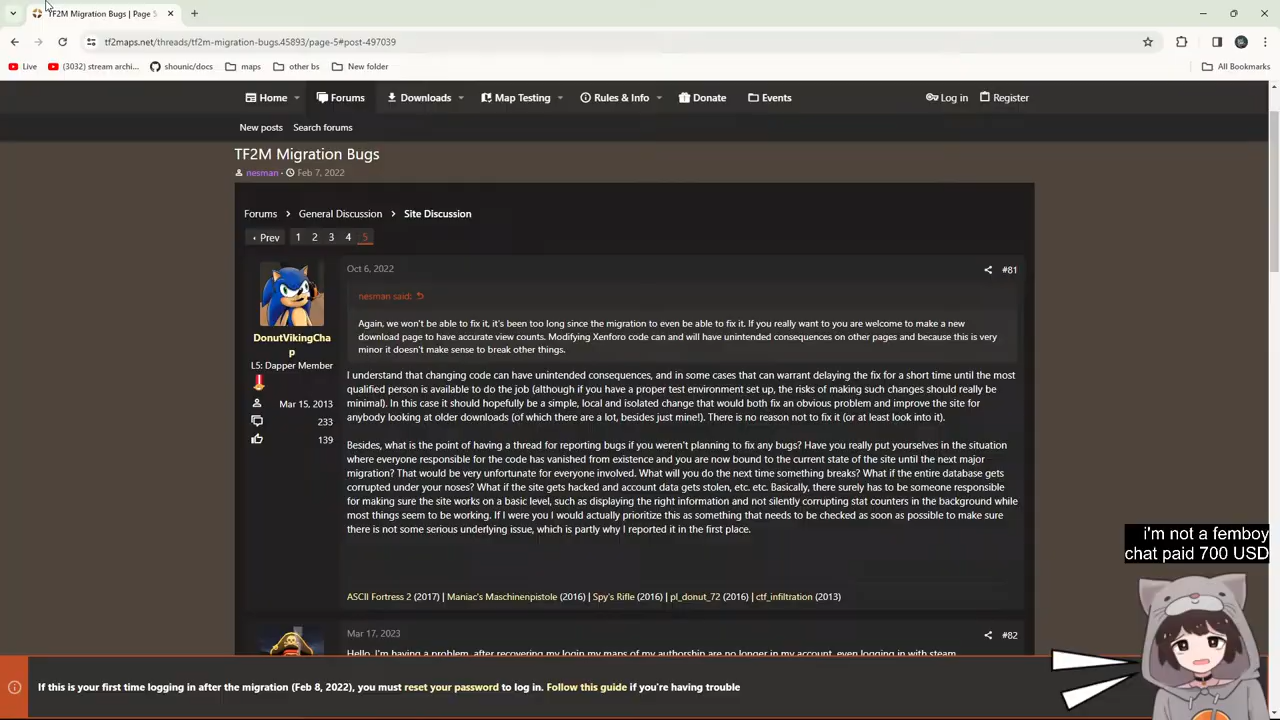 TF2M Migration Bugs | Page 5
tf2maps.net/threads/tf2m-migration-bugs.45893/page-5#post-497039
Live
(3032) stream archi...
shounic/docs
maps
other bs
New folder
All Bookmarks
Home
Forums
Downloads
Map Testing
Rules & Info
Donate
Events
Log in
Register
New posts
Search forums
TF2M Migration Bugs
nesman · Feb 7, 2022
Forums > General Discussion > Site Discussion
‹ Prev 1 2 3 4 5
Oct 6, 2022
#81
nesman said:
Again, we won't be able to fix it, it's been too long since the migration to even be able to fix it. If you really want to you are welcome to make a new
download page to have accurate view counts. Modifying Xenforo code can and will have unintended consequences on other pages and because this is very
minor it doesn't make sense to break other things.
DonutVikingCha
p
L5: Dapper Member
Mar 15, 2013
233
139
I understand that changing code can have unintended consequences, and in some cases that can warrant delaying the fix for a short time until the most
qualified person is available to do the job (although if you have a proper test environment set up, the risks of making such changes should really be
minimal). In this case it should hopefully be a simple, local and isolated change that would both fix an obvious problem and improve the site for
anybody looking at older downloads (of which there are a lot, besides just mine!). There is no reason not to fix it (or at least look into it).
Besides, what is the point of having a thread for reporting bugs if you weren't planning to fix any bugs? Have you really put yourselves in the situation
where everyone responsible for the code has vanished from existence and you are now bound to the current state of the site until the next major
migration? That would be very unfortunate for everyone involved. What will you do the next time something breaks? What if the entire database gets
corrupted under your noses? What if the site gets hacked and account data gets stolen, etc. etc. Basically, there surely has to be someone responsible
for making sure the site works on a basic level, such as displaying the right information and not silently corrupting stat counters in the background while
most things seem to be working. If I were you I would actually prioritize this as something that needs to be checked as soon as possible to make sure
there is not some serious underlying issue, which is partly why I reported it in the first place.
ASCII Fortress 2 (2017) | Maniac's Maschinenpistole (2016) | Spy's Rifle (2016) | pl_donut_72 (2016) | ctf_infiltration (2013)
Mar 17, 2023
#82
Hello, I'm having a problem, after recovering my login my maps of my authorship are no longer in my account, even logging in with steam
i'm not a femboy
chat paid 700 USD
If this is your first time logging in after the migration (Feb 8, 2022), you must reset your password to log in. Follow this guide if you're having trouble